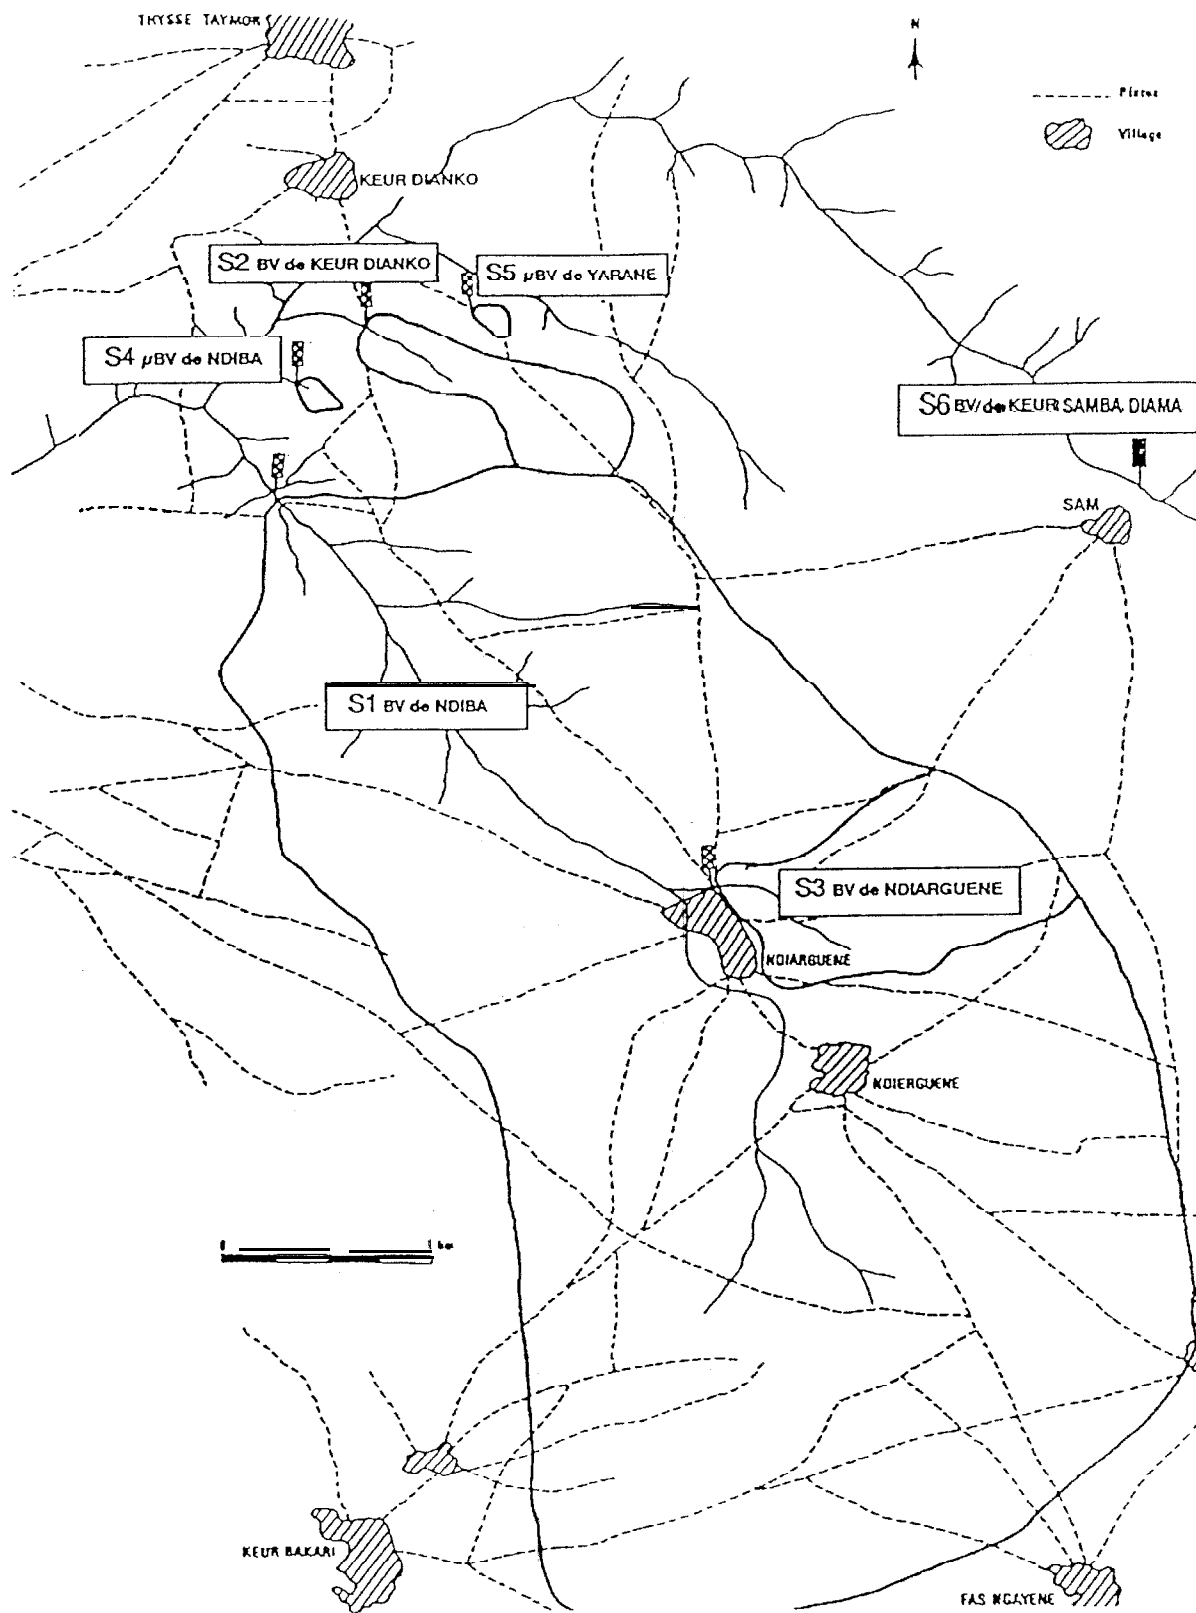 THYSSE TAYMOR
N
Pistes
Village
KEUR DIANKO
S2 BV de KEUR DIANKO
S5 µBV de YARANE
S4 µBV de NDIBA
S6 BV de KEUR SAMBA DIAMA
SAM
S1 BV de NDIBA
S3 BV de NDIARGUENE
NDIARGUENE
NDIERGUENE
1 km
KEUR BAKARI
FAS NGAYENE